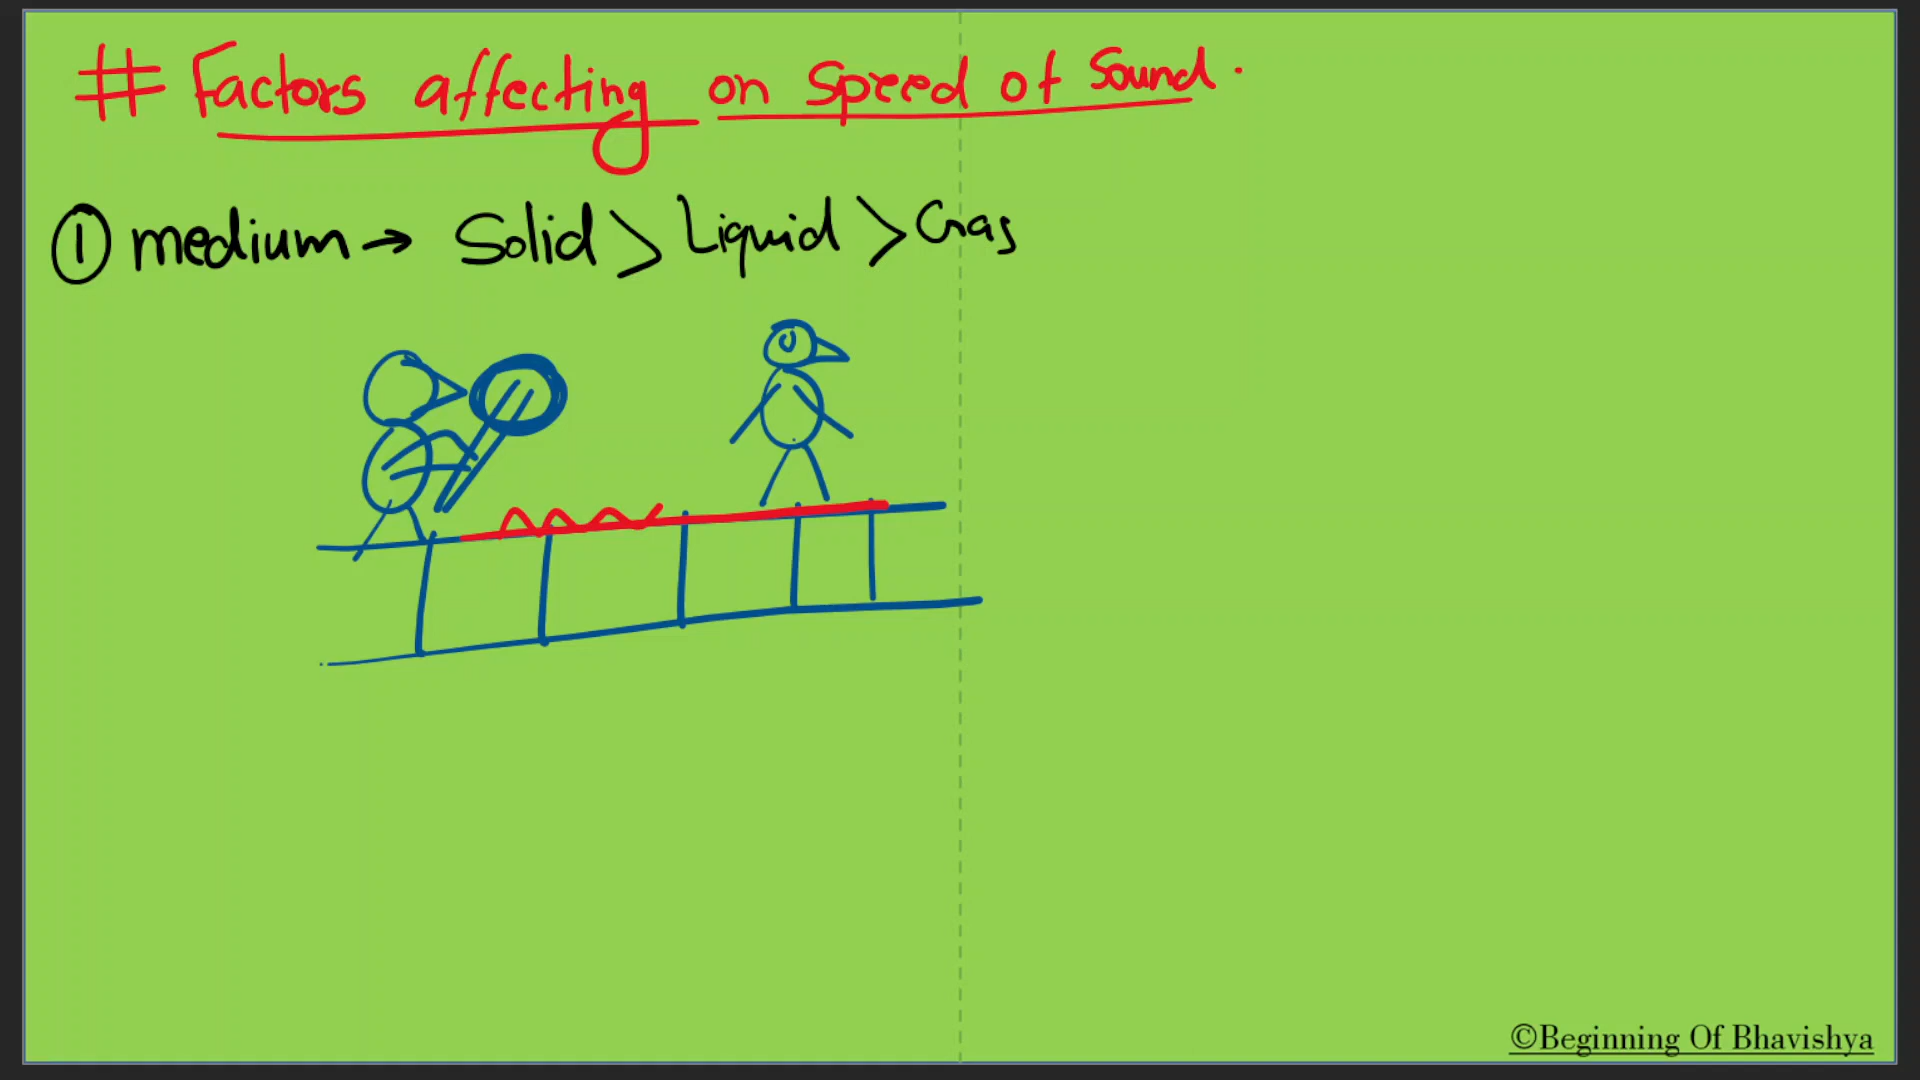 # Factors affecting on Speed of Sound.
① medium → Solid > Liquid > Gas
©Beginning Of Bhavishya